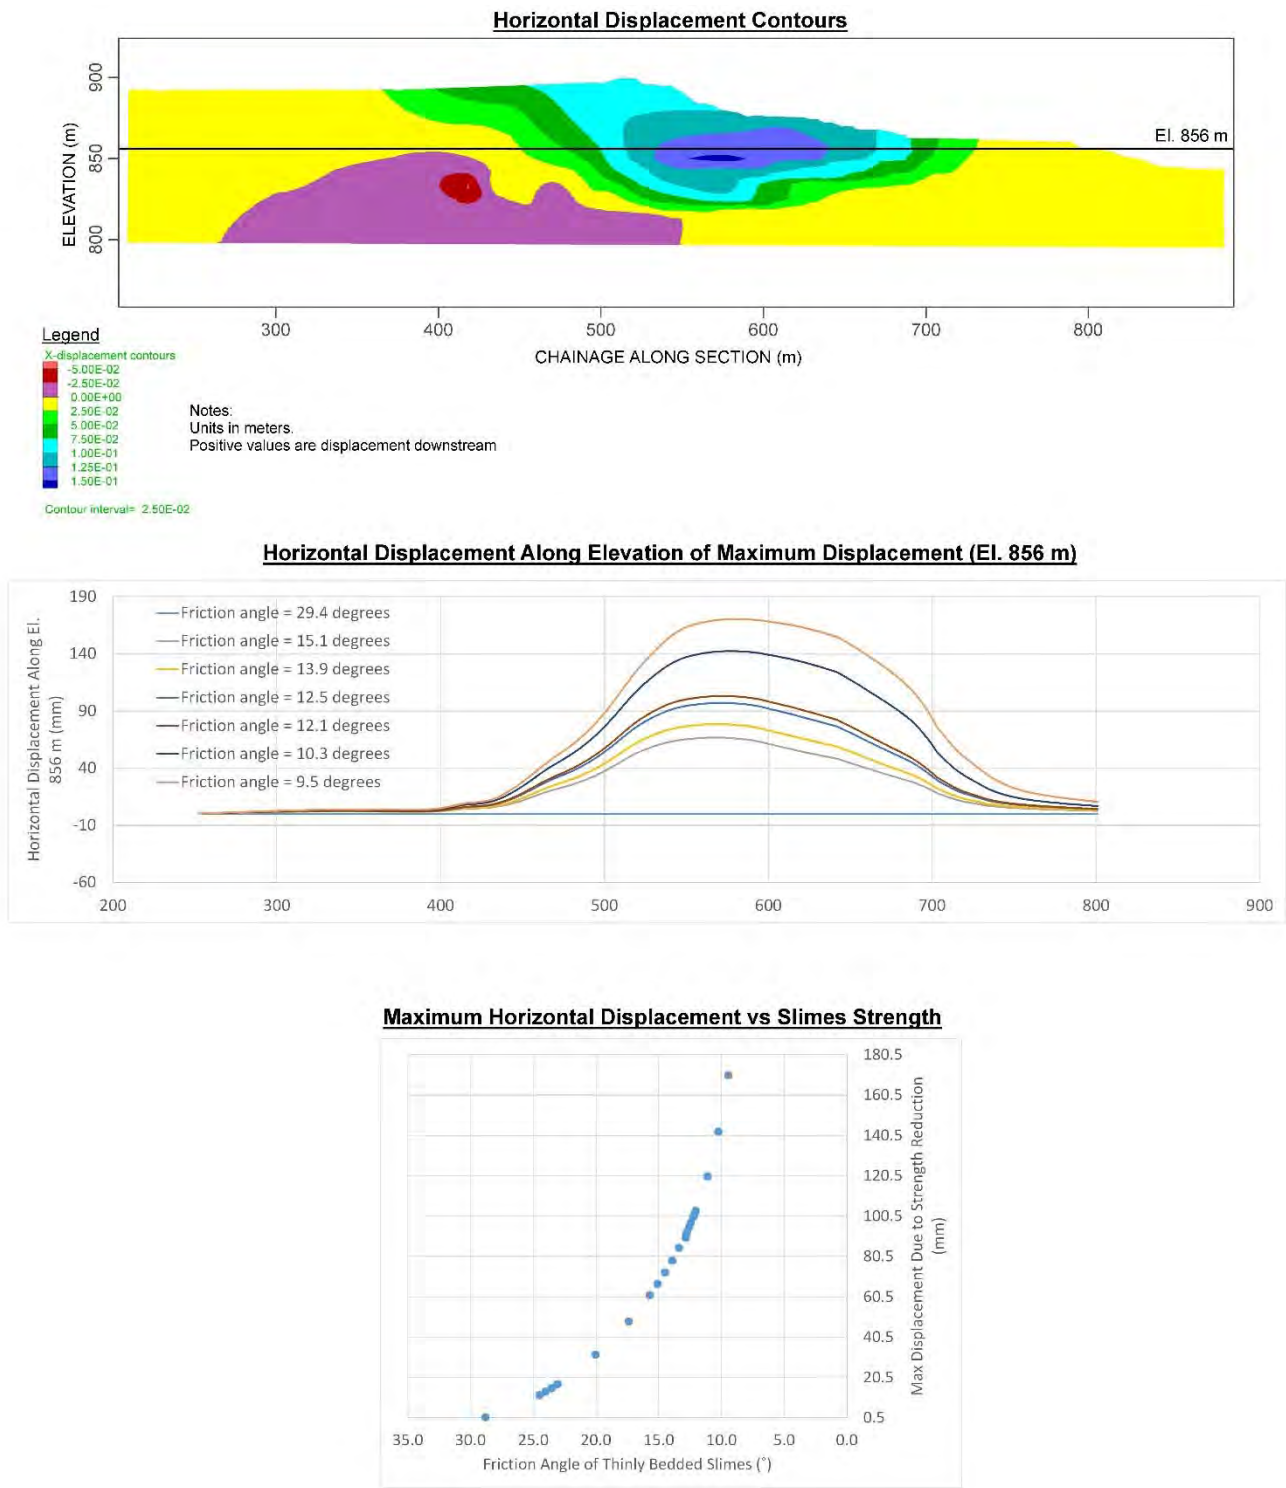 Horizontal Displacement Contours
900
850
800
ELEVATION (m)
El. 856 m
300
400
500
600
700
800
CHAINAGE ALONG SECTION (m)
Legend
X-displacement contours
-5.00E-02
-2.50E-02
0.00E+00
2.50E-02
5.00E-02
7.50E-02
1.00E-01
1.25E-01
1.50E-01
Contour interval= 2.50E-02
Notes:
Units in meters.
Positive values are displacement downstream
Horizontal Displacement Along Elevation of Maximum Displacement (El. 856 m)
Horizontal Displacement Along El.
856 m (mm)
190
140
90
40
-10
-60
Friction angle = 29.4 degrees
Friction angle = 15.1 degrees
Friction angle = 13.9 degrees
Friction angle = 12.5 degrees
Friction angle = 12.1 degrees
Friction angle = 10.3 degrees
Friction angle = 9.5 degrees
200
300
400
500
600
700
800
900
Maximum Horizontal Displacement vs Slimes Strength
180.5
160.5
140.5
120.5
100.5
80.5
60.5
40.5
20.5
0.5
Max Displacement Due to Strength Reduction
(mm)
35.0
30.0
25.0
20.0
15.0
10.0
5.0
0.0
Friction Angle of Thinly Bedded Slimes (°)